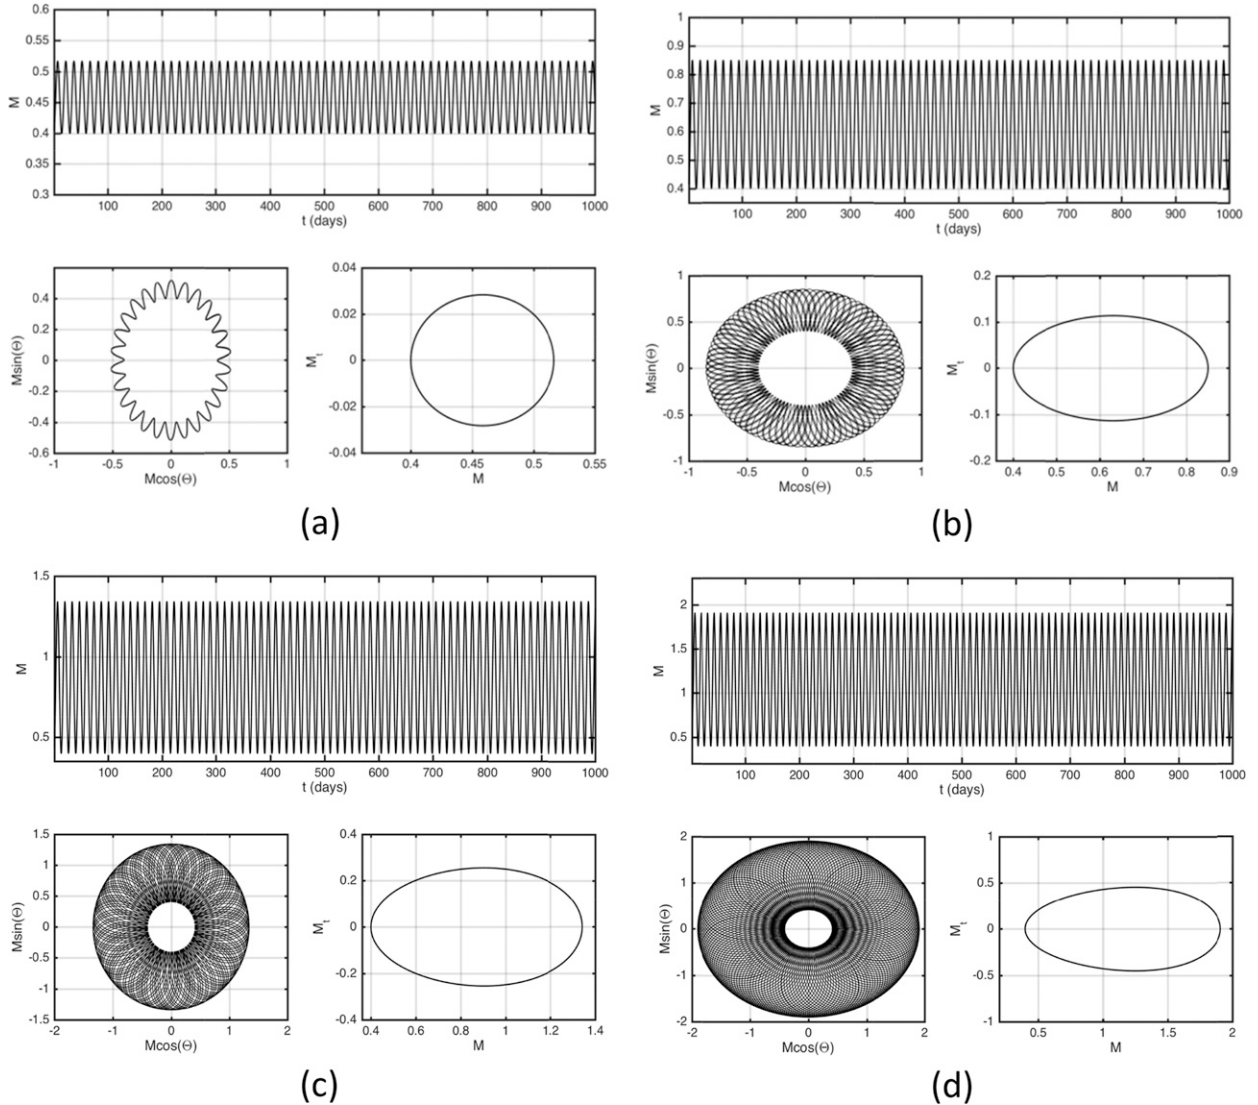 0.6
0.55
0.5
0.45
0.4
0.35
0.3
M
100 200 300 400 500 600 700 800 900 1000
t (days)
0.4
0.2
0
-0.2
-0.4
-0.6
Msin(Θ)
-1 -0.5 0 0.5 1
Mcos(Θ)
0.04
0.02
0
-0.02
-0.04
M_t
0.4 0.45 0.5 0.55
M
(a)
1
0.9
0.8
0.7
0.6
0.5
0.4
M
100 200 300 400 500 600 700 800 900 1000
t (days)
1
0.5
0
-0.5
-1
Msin(Θ)
-1 -0.5 0 0.5 1
Mcos(Θ)
0.2
0.1
0
-0.1
-0.2
M_t
0.4 0.5 0.6 0.7 0.8 0.9
M
(b)
1.5
1
0.5
M
100 200 300 400 500 600 700 800 900 1000
t (days)
1.5
1
0.5
0
-0.5
-1
-1.5
Msin(Θ)
-2 -1 0 1 2
Mcos(Θ)
0.4
0.2
0
-0.2
-0.4
M_t
0.4 0.6 0.8 1 1.2 1.4
M
(c)
2
1.5
1
0.5
M
100 200 300 400 500 600 700 800 900 1000
t (days)
2
1
0
-1
-2
Msin(Θ)
-2 -1 0 1 2
Mcos(Θ)
1
0.5
0
-0.5
-1
M_t
0.5 1 1.5 2
M
(d)